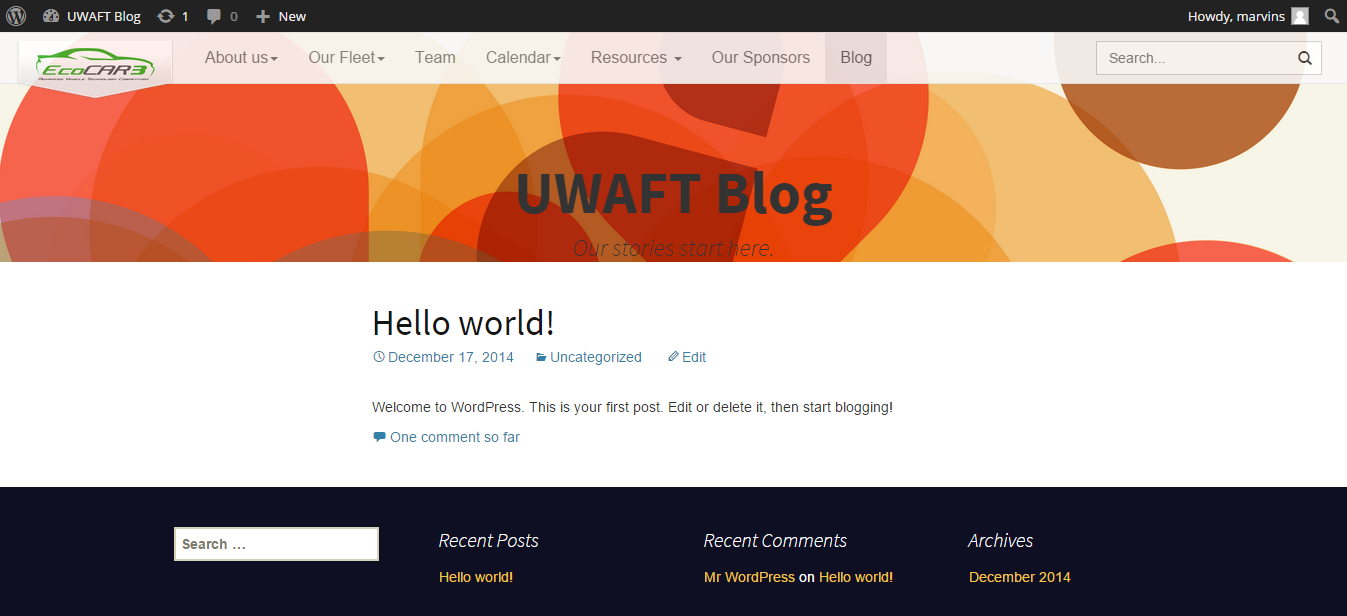 UWAFT Blog 1 0 New Howdy, marvins
EcoCAR3 About us Our Fleet Team Calendar Resources Our Sponsors Blog Search...
UWAFT Blog
Our stories start here.
Hello world!
December 17, 2014 Uncategorized Edit
Welcome to WordPress. This is your first post. Edit or delete it, then start blogging!
One comment so far
Search … Recent Posts Recent Comments Archives
Hello world! Mr WordPress on Hello world! December 2014